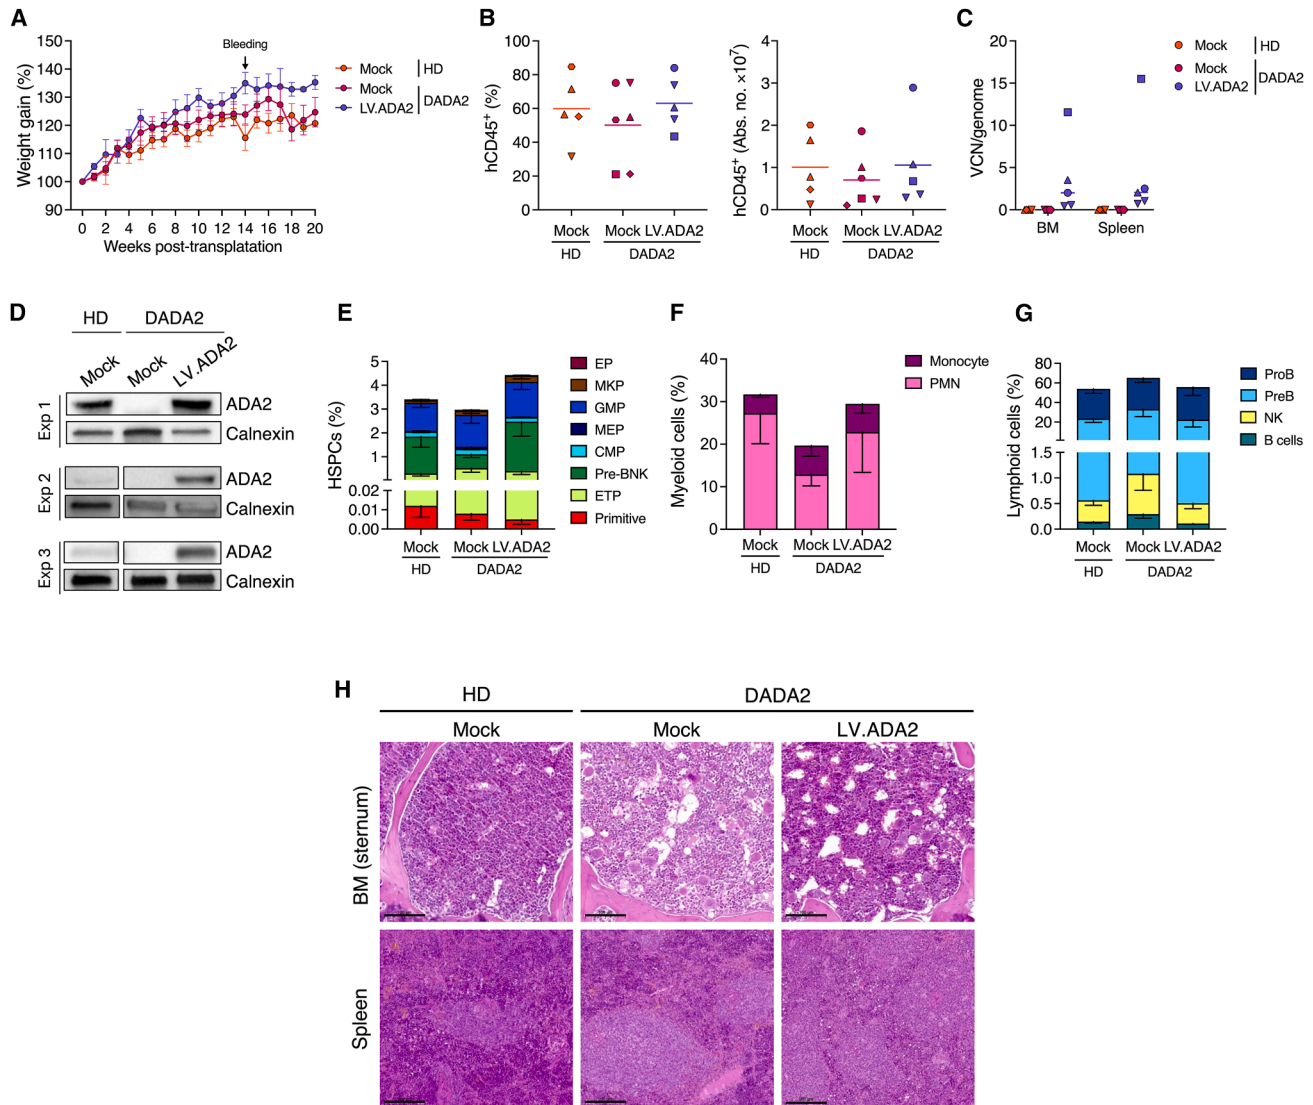 A
Weight gain (%)
150
140
130
120
110
100
90
Bleeding
0 2 4 6 8 10 12 14 16 18 20
Weeks post-transplatation
Mock HD
Mock DADA2
LV.ADA2
B
hCD45+ (%)
100
80
60
40
20
0
Mock Mock LV.ADA2
HD DADA2
hCD45+ (Abs. no. ×10⁷)
4
3
2
1
0
Mock Mock LV.ADA2
HD DADA2
C
VCN/genome
20
15
10
5
0
BM Spleen
Mock HD
Mock DADA2
LV.ADA2
D
HD DADA2
Mock Mock LV.ADA2
Exp 1
ADA2
Calnexin
Exp 2
ADA2
Calnexin
Exp 3
ADA2
Calnexin
E
HSPCs (%)
5
4
3
2
1
0.02
0.01
0.00
Mock Mock LV.ADA2
HD DADA2
EP
MKP
GMP
MEP
CMP
Pre-BNK
ETP
Primitive
F
Myeloid cells (%)
40
30
20
10
0
Mock Mock LV.ADA2
HD DADA2
Monocyte
PMN
G
Lymphoid cells (%)
80
60
40
20
0
1.5
1.0
0.5
0.0
Mock Mock LV.ADA2
HD DADA2
ProB
PreB
NK
B cells
H
HD DADA2
Mock Mock LV.ADA2
BM (sternum)
Spleen